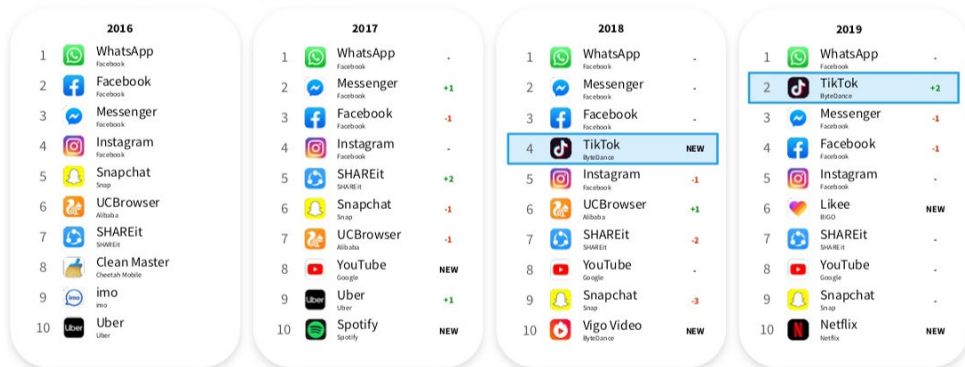 2016
1 WhatsApp
Facebook
2 Facebook
Facebook
3 Messenger
Facebook
4 Instagram
Facebook
5 Snapchat
Snap
6 UCBrowser
Alibaba
7 SHAREit
SHAREit
8 Clean Master
Cheetah Mobile
9 imo imo
imo
10 Uber Uber
Uber
2017
1 WhatsApp -
Facebook
2 Messenger +1
Facebook
3 Facebook -1
Facebook
4 Instagram -
Facebook
5 SHAREit +2
SHAREit
6 Snapchat -1
Snap
7 UCBrowser -1
Alibaba
8 YouTube NEW
Google
9 Uber Uber +1
Uber
10 Spotify NEW
Spotify
2018
1 WhatsApp -
Facebook
2 Messenger -
Facebook
3 Facebook -
Facebook
4 TikTok NEW
ByteDance
5 Instagram -1
Facebook
6 UCBrowser +1
Alibaba
7 SHAREit -2
SHAREit
8 YouTube -
Google
9 Snapchat -3
Snap
10 Vigo Video NEW
ByteDance
2019
1 WhatsApp -
Facebook
2 TikTok +2
ByteDance
3 Messenger -1
Facebook
4 Facebook -1
Facebook
5 Instagram -
Facebook
6 Likee NEW
BIGO
7 SHAREit -
SHAREit
8 YouTube -
Google
9 Snapchat -
Snap
10 Netflix NEW
Netflix